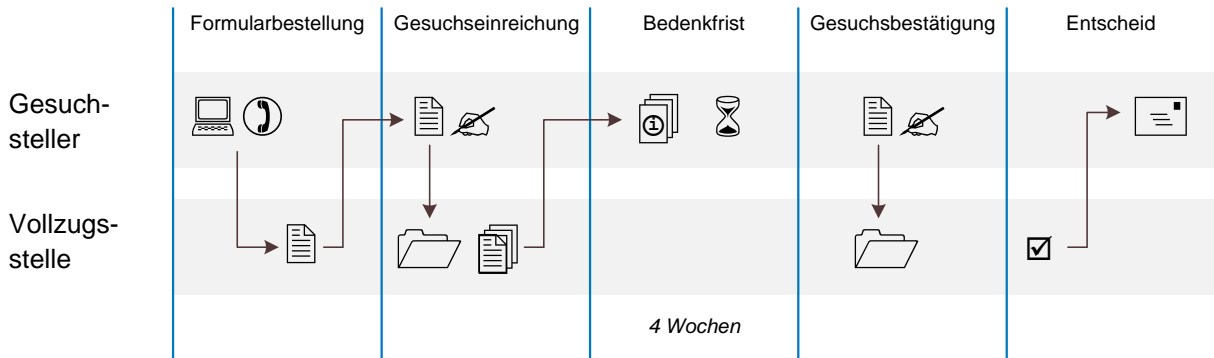 Formularbestellung
Gesuchseinreichung
Bedenkfrist
Gesuchsbestätigung
Entscheid
Gesuch-
steller
Vollzugs-
stelle
4 Wochen